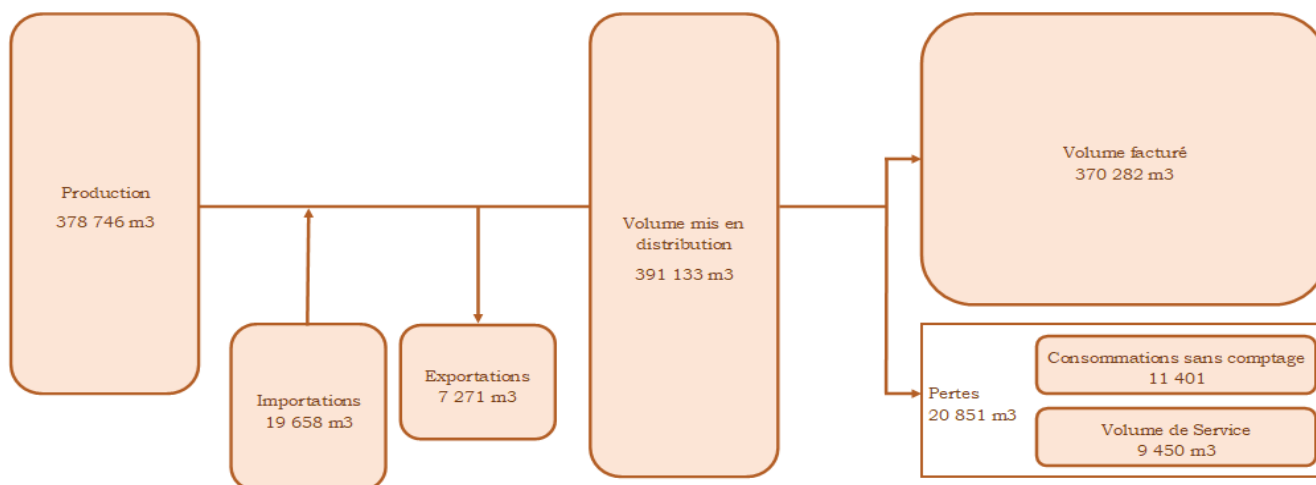 Production
378 746 m3
Importations
19 658 m3
Exportations
7 271 m3
Volume mis en
distribution
391 133 m3
Volume facturé
370 282 m3
Pertes
20 851 m3
Consommations sans comptage
11 401
Volume de Service
9 450 m3